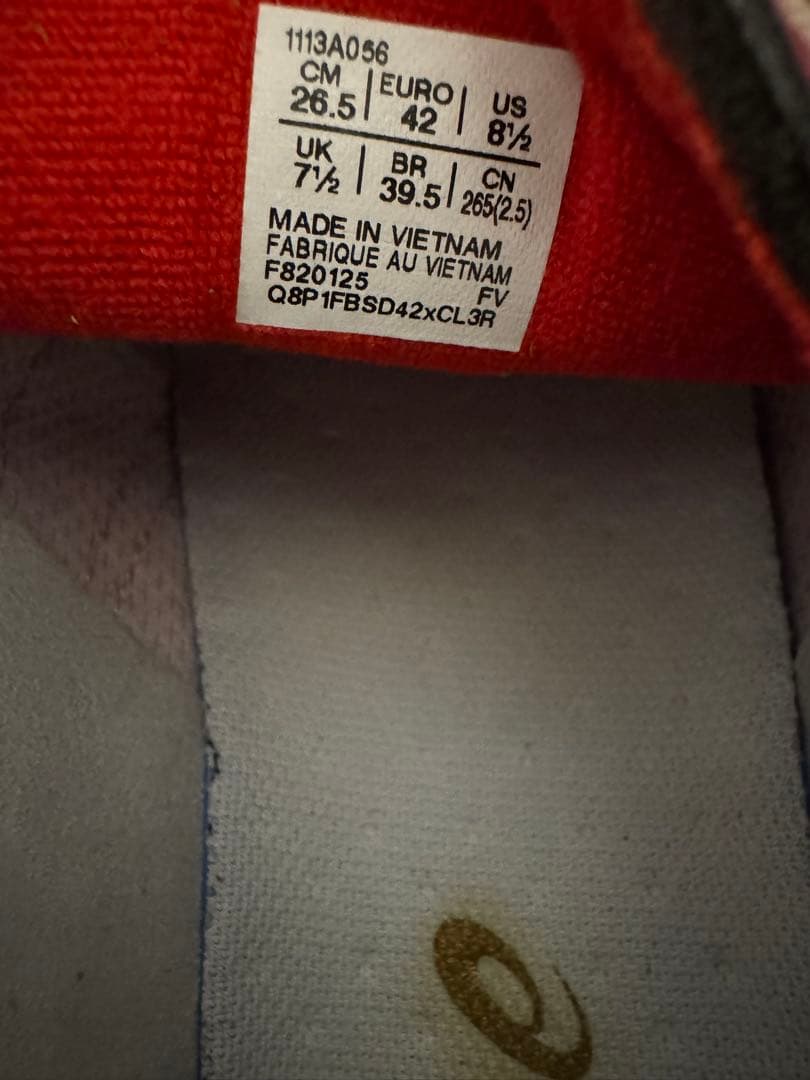 1113A056
CM | EURO | US
26.5 | 42 | 8½
UK | BR | CN
7½ | 39.5 | 265(2.5)
MADE IN VIETNAM
FABRIQUE AU VIETNAM
F820125 FV
Q8P1FBSD42xCL3R